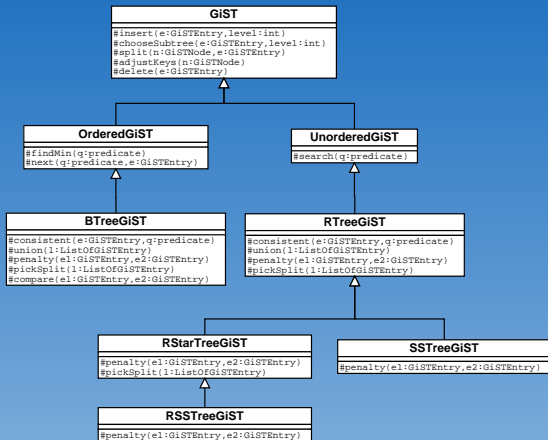 GiST
#insert(e:GiSTEntry,level:int)
#chooseSubtree(e:GiSTEntry,level:int)
#split(n:GiSTNode,e:GiSTEntry)
#adjustKeys(n:GiSTNode)
#delete(e:GiSTEntry)
OrderedGiST
#findMin(q:predicate)
#next(q:predicate,e:GiSTEntry)
UnorderedGiST
#search(q:predicate)
BTreeGiST
#consistent(e:GiSTEntry,q:predicate)
#union(l:ListOfGiSTEntry)
#penalty(e1:GiSTEntry,e2:GiSTEntry)
#pickSplit(l:ListOfGiSTEntry)
#compare(e1:GiSTEntry,e2:GiSTEntry)
RTreeGiST
#consistent(e:GiSTEntry,q:predicate)
#union(l:ListOfGiSTEntry)
#penalty(e1:GiSTEntry,e2:GiSTEntry)
#pickSplit(l:ListOfGiSTEntry)
RStarTreeGiST
#penalty(e1:GiSTEntry,e2:GiSTEntry)
#pickSplit(l:ListOfGiSTEntry)
SSTreeGiST
#penalty(e1:GiSTEntry,e2:GiSTEntry)
RSSTreeGiST
#penalty(e1:GiSTEntry,e2:GiSTEntry)